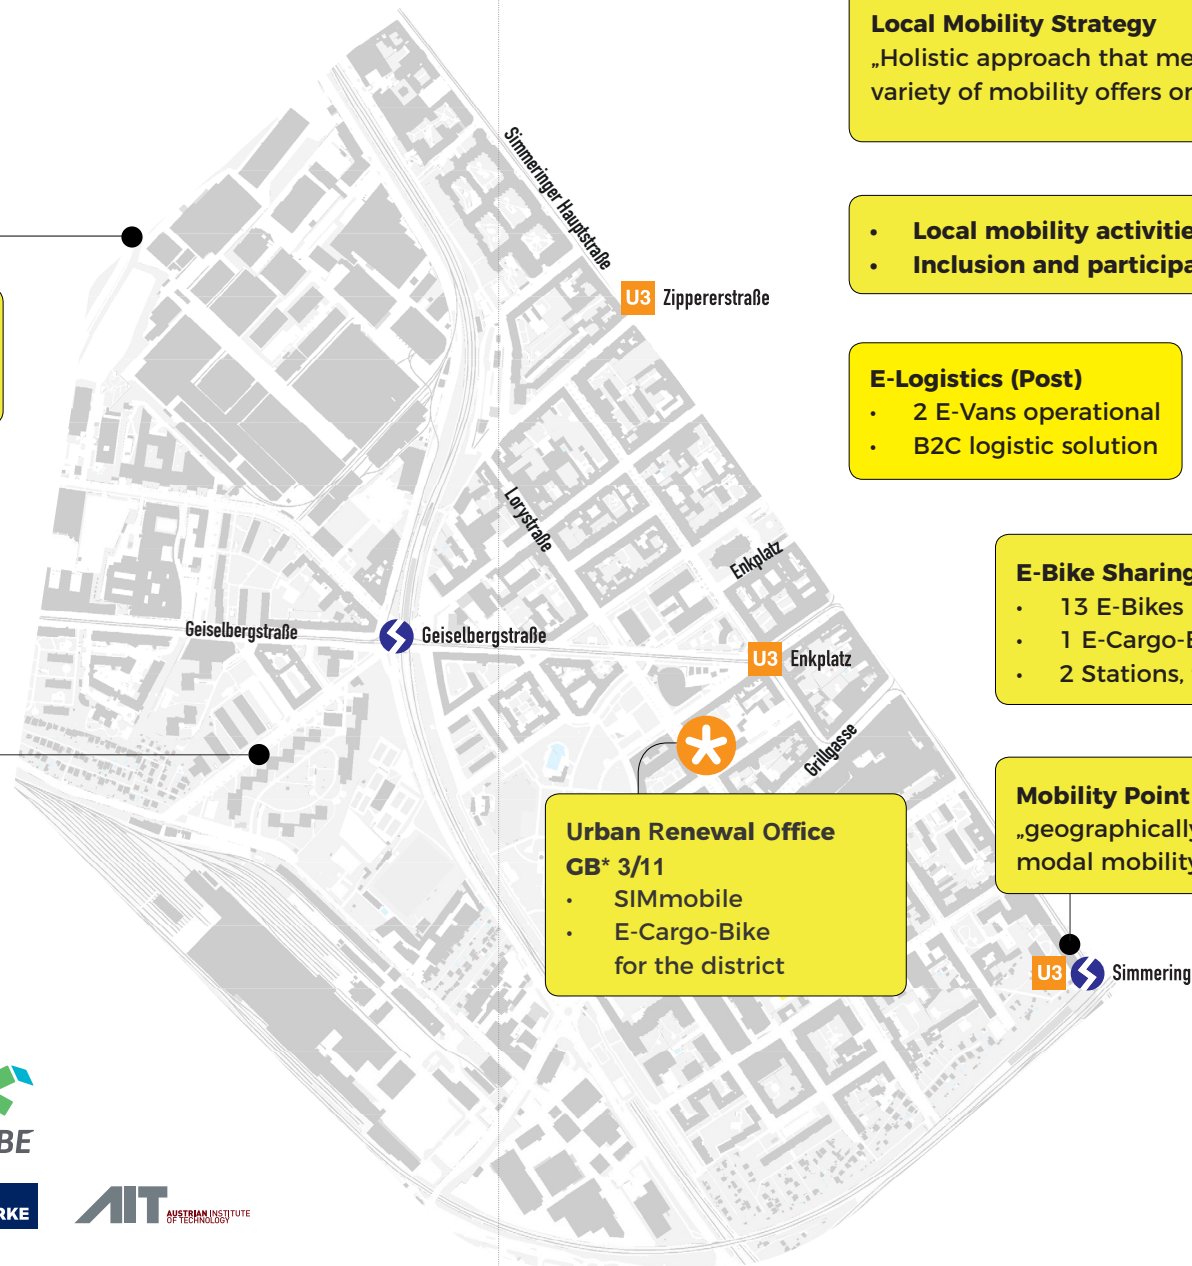 Local Mobility Strategy
„Holistic approach that me
variety of mobility offers or
• Local mobility activitie
• Inclusion and participa
E-Logistics (Post)
• 2 E-Vans operational
• B2C logistic solution
E-Bike Sharing
• 13 E-Bikes
• 1 E-Cargo-B
• 2 Stations,
Mobility Point
„geographically
modal mobility
Urban Renewal Office
GB* 3/11
• SIMmobile
• E-Cargo-Bike
for the district
Simmeringer Hauptstraße
U3 Zippererstraße
Lorystraße
Enkplatz
Geiselbergstraße
Geiselbergstraße
U3 Enkplatz
Grillgasse
U3 Simmering
BE
RKE
AIT AUSTRIAN INSTITUTE
OF TECHNOLOGY